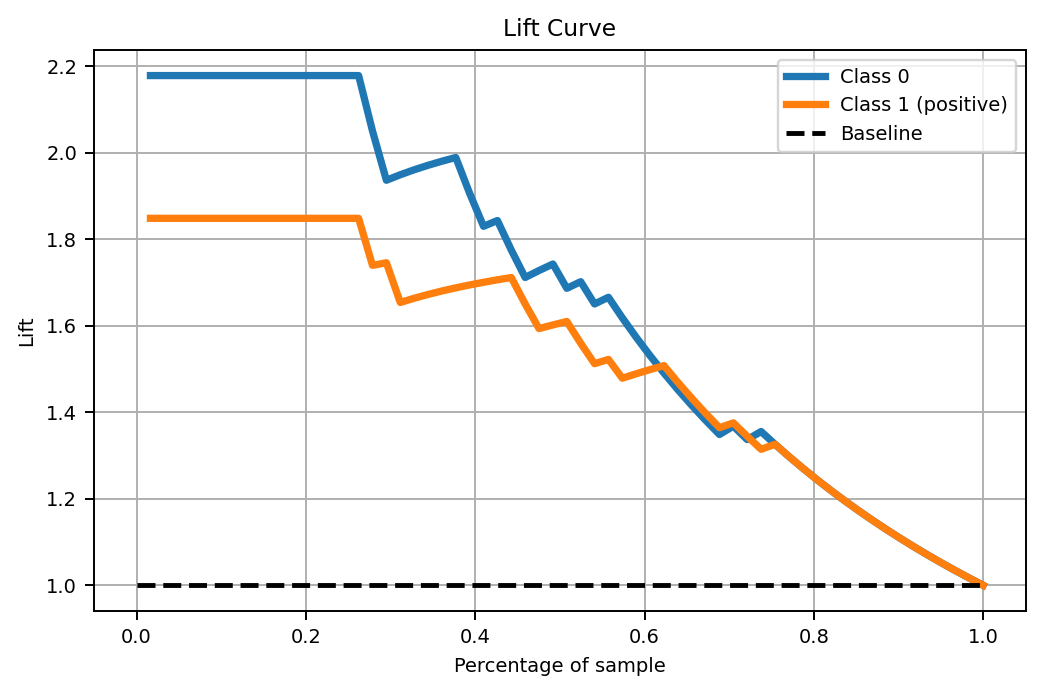 Lift Curve
Lift
2.2
2.0
1.8
1.6
1.4
1.2
1.0
Class 0
Class 1 (positive)
Baseline
0.0 0.2 0.4 0.6 0.8 1.0
Percentage of sample